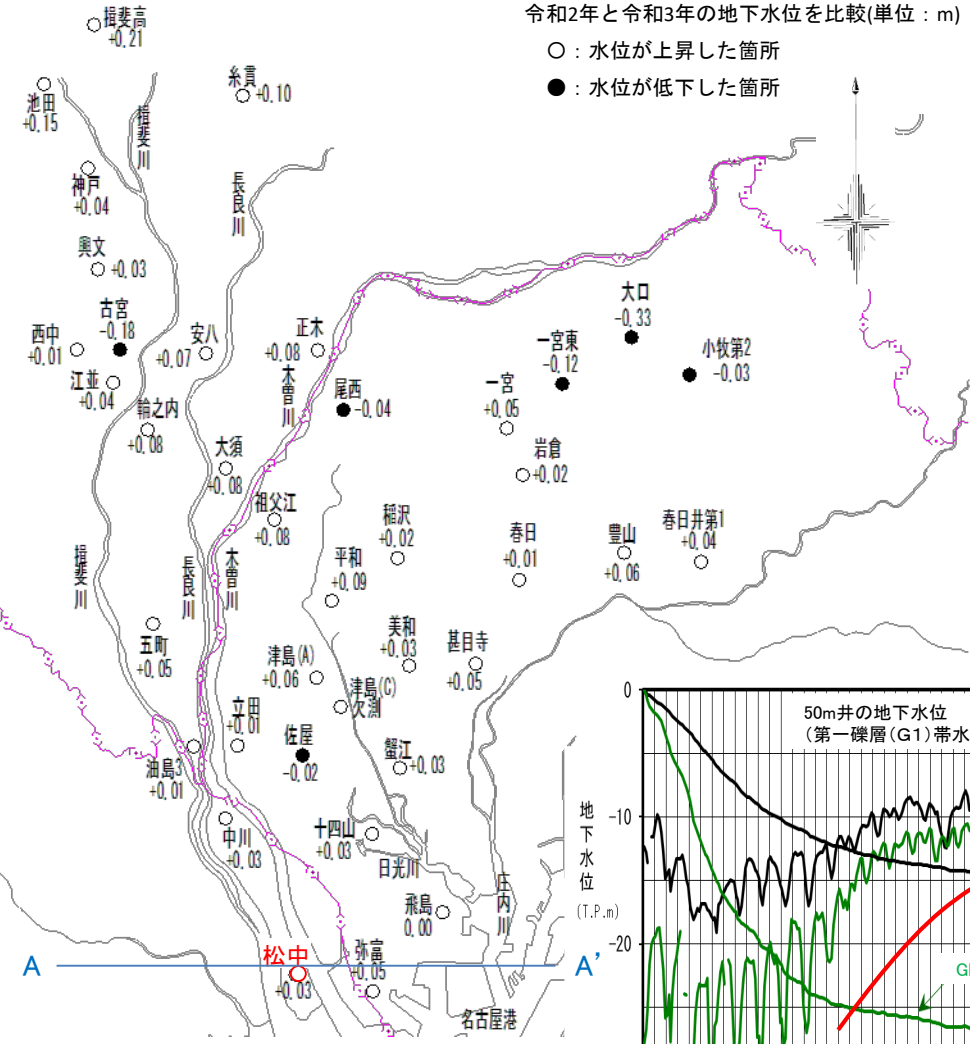 令和2年と令和3年の地下水位を比較(単位：m)
○：水位が上昇した箇所
●：水位が低下した箇所
揖斐高
+0.21
糸貫
+0.10
池田
+0.15
揖斐川
神戸
+0.04
長良川
興文
+0.03
古宮
-0.18
西中
+0.01
安八
+0.07
正木
+0.08
江並
+0.04
木曽川
尾西
-0.04
輪之内
+0.08
大口
-0.33
一宮東
-0.12
小牧第2
-0.03
一宮
+0.05
岩倉
+0.02
大須
+0.08
祖父江
+0.08
稲沢
+0.02
春日
+0.01
豊山
+0.06
春日井第1
+0.04
平和
+0.09
揖斐川
長良川
木曽川
五町
+0.05
津島(A)
+0.06
美和
+0.03
甚目寺
+0.05
津島(C)
欠測
立田
+0.01
佐屋
-0.02
蟹江
+0.03
油島3
+0.01
中川
+0.03
十四山
+0.03
日光川
飛島
0.00
庄内川
松中
+0.03
弥富
+0.05
A
A’
名古屋港
0
50m井の地下水位
（第一礫層(G1)帯水
-10
地下水位
(T.P.m)
-20